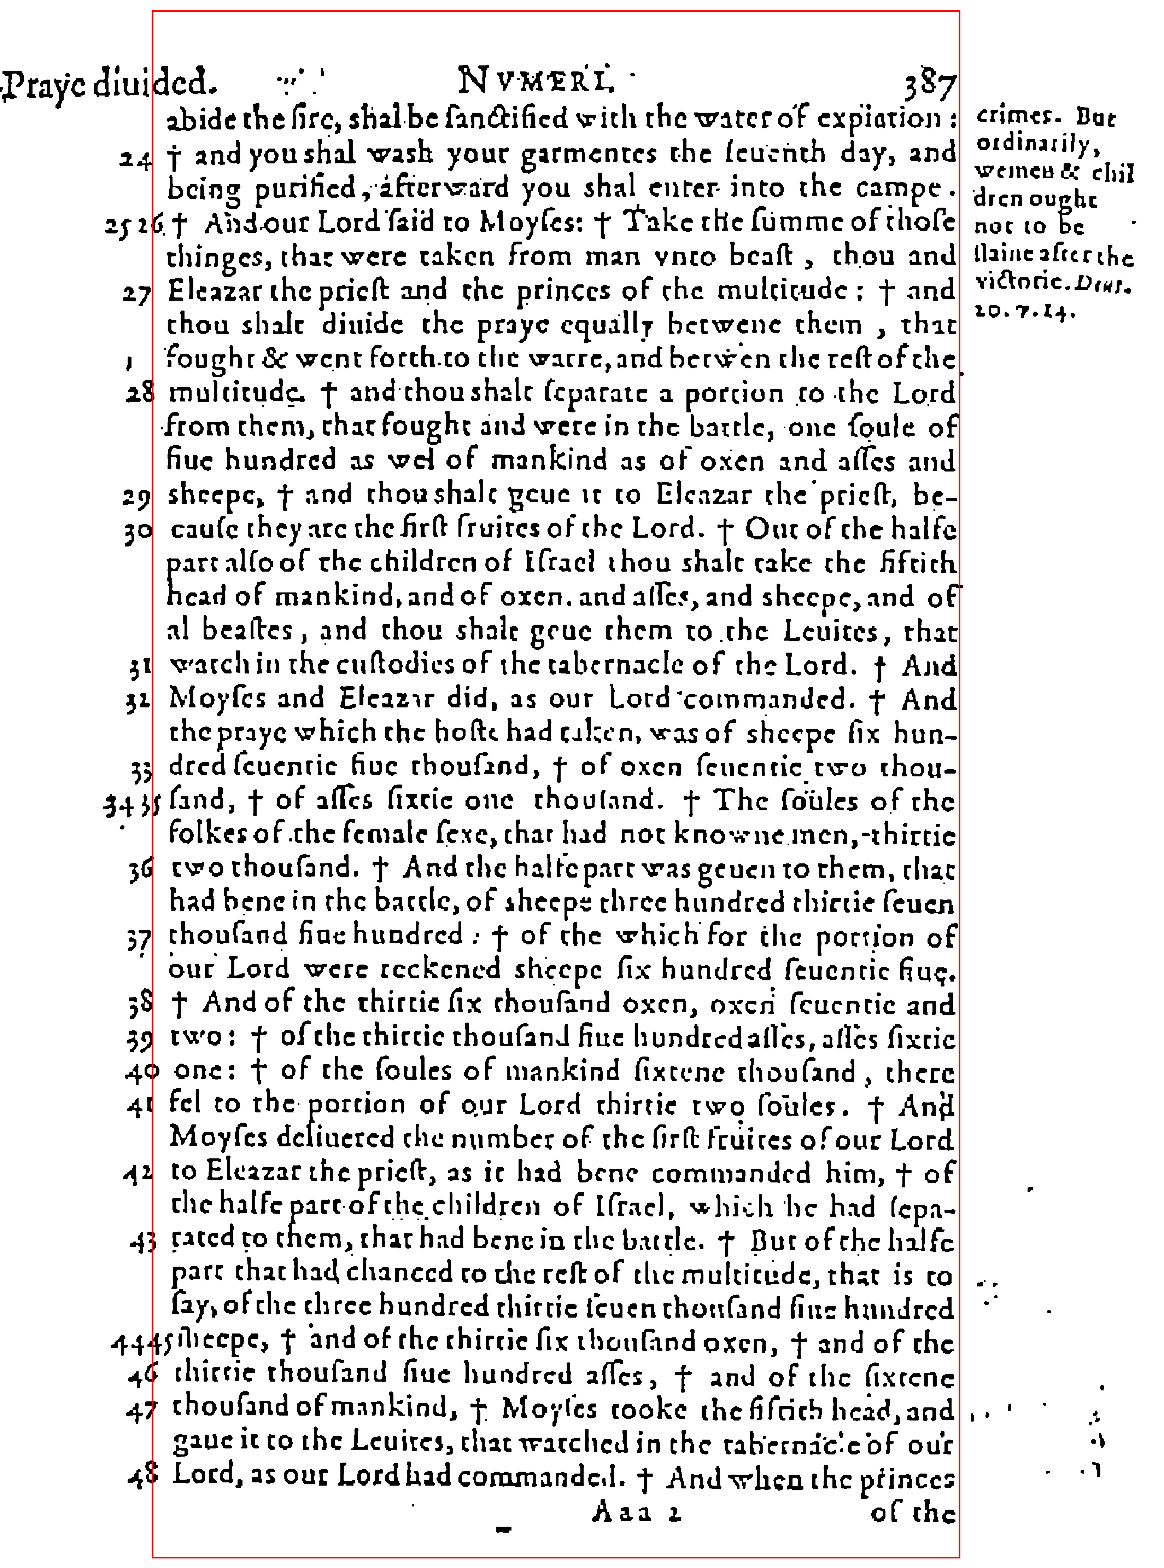 Praye diuided. NVMERI. 387
abide the fire, shal be sanctified with the water of expiation:
24 † and you shal wash your garmentes the seuenth day, and
being purified, afterward you shal enter into the campe.
25 26 † And our Lord said to Moyses: † Take the summe of those
thinges, that were taken from man vnto beast, thou and
27 Eleazar the priest and the princes of the multitude: † and
thou shalt diuide the praye equally betwene them, that
fought & went forth to the warre, and betwen the rest of the
28 multitude. † and thou shalt separate a portion to the Lord
from them, that fought and were in the battle, one soule of
fiue hundred as wel of mankind as of oxen and asses and
29 sheepe, † and thou shalt geue it to Eleazar the priest, be-
30 cause they are the first fruites of the Lord. † Out of the halfe
part also of the children of Israel thou shalt take the fiftith
head of mankind, and of oxen. and asses, and sheepe, and of
al beastes, and thou shalt geue them to the Leuites, that
31 watch in the custodies of the tabernacle of the Lord. † And
32 Moyses and Eleazar did, as our Lord commanded. † And
the praye which the hoste had taken, was of sheepe six hun-
33 dred seuentie fiue thousand, † of oxen seuentie two thou-
34 35 sand, † of asses sixtie one thousand. † The soules of the
folkes of the female sexe, that had not knowne men, thirtie
36 two thousand. † And the halfe part was geuen to them, that
had bene in the battle, of sheepe three hundred thirtie seuen
37 thousand fiue hundred: † of the which for the portion of
our Lord were reckened sheepe six hundred seuentie fiue.
38 † And of the thirtie six thousand oxen, oxen seuentie and
39 two: † of the thirtie thousand fiue hundred asses, asses sixtie
40 one: † of the soules of mankind sixtene thousand, there
41 fel to the portion of our Lord thirtie two soules. † And
Moyses deliuered the number of the first fruites of our Lord
42 to Eleazar the priest, as it had bene commanded him, † of
the halfe part of the children of Israel, which he had sepa-
43 rated to them, that had bene in the battle. † But of the halfe
part that had chanced to the rest of the multitude, that is to
say, of the three hundred thirtie seuen thousand fiue hundred
44 45 sheepe, † and of the thirtie six thousand oxen, † and of the
46 thirtie thousand fiue hundred asses, † and of the sixtene
47 thousand of mankind, † Moyses tooke the fiftith head, and
gaue it to the Leuites, that watched in the tabernacle of our
48 Lord, as our Lord had commanded. † And when the princes
Aaa 2 of the
crimes. But
ordinarily,
wemen & chil
dren ought
not to be
slaine after the
victorie. Deut.
20. 7. 14.